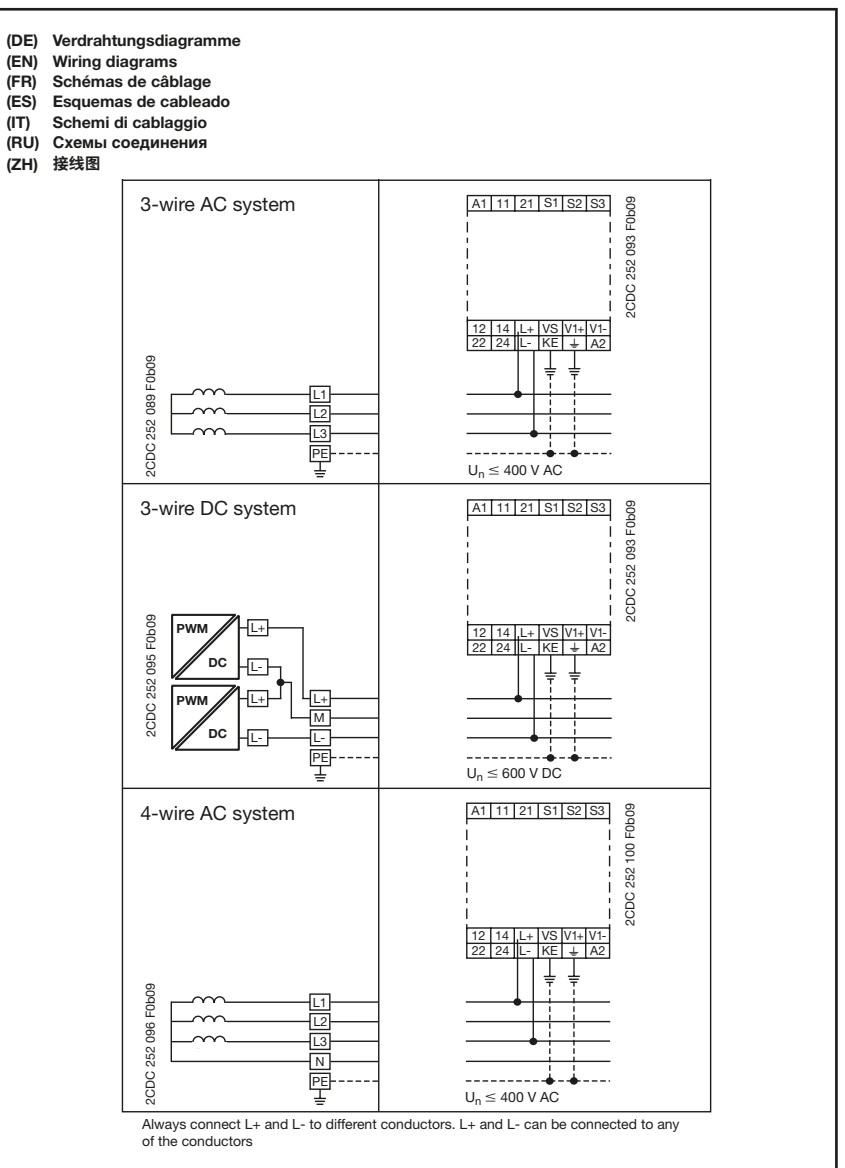 (DE) Verdrahtungsdiagramme
(EN) Wiring diagrams
(FR) Schémas de câblage
(ES) Esquemas de cableado
(IT) Schemi di cablaggio
(RU) Схемы соединения
(ZH) 接线图
3-wire AC system
2CDC 252 089 F0b09
L1
L2
L3
PE
A1 11 21 S1 S2 S3
2CDC 252 093 F0b09
12 14 L+ VS V1+ V1-
22 24 L- KE ⏚ A2
Un ≤ 400 V AC
3-wire DC system
2CDC 252 095 F0b09
PWM
DC
L+
L-
PWM
DC
L+
L-
L+
M
L-
PE
A1 11 21 S1 S2 S3
2CDC 252 093 F0b09
12 14 L+ VS V1+ V1-
22 24 L- KE ⏚ A2
Un ≤ 600 V DC
4-wire AC system
2CDC 252 096 F0b09
L1
L2
L3
N
PE
A1 11 21 S1 S2 S3
2CDC 252 100 F0b09
12 14 L+ VS V1+ V1-
22 24 L- KE ⏚ A2
Un ≤ 400 V AC
Always connect L+ and L- to different conductors. L+ and L- can be connected to any
of the conductors